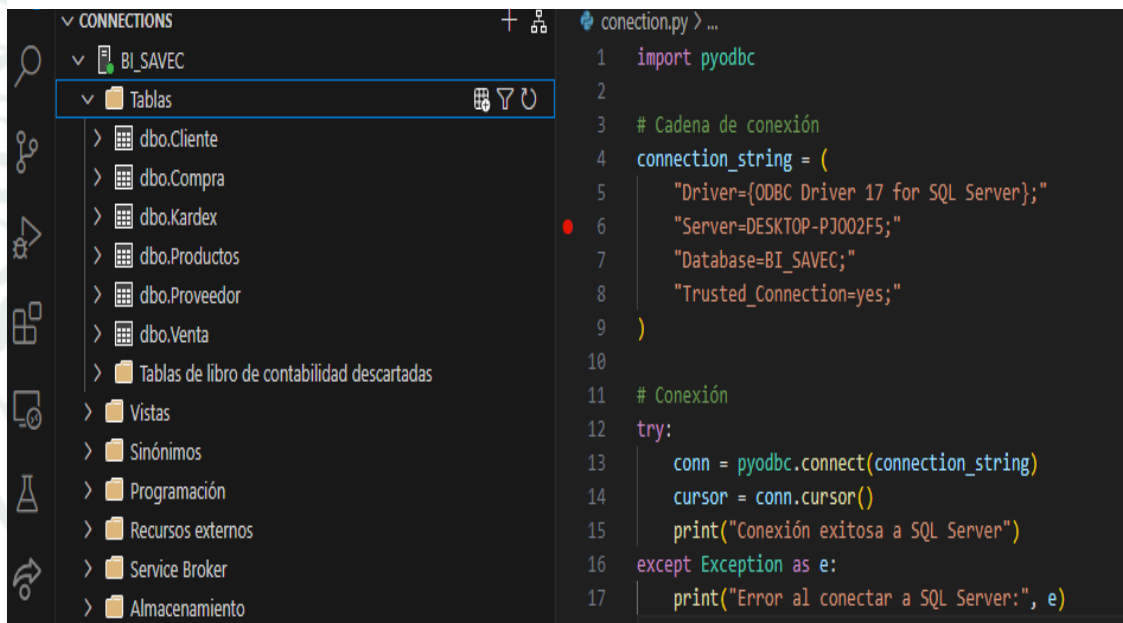 CONNECTIONS
BI_SAVEC
Tablas
dbo.Cliente
dbo.Compra
dbo.Kardex
dbo.Productos
dbo.Proveedor
dbo.Venta
Tablas de libro de contabilidad descartadas
Vistas
Sinónimos
Programación
Recursos externos
Service Broker
Almacenamiento
conection.py > ...
1 import pyodbc
2
3 # Cadena de conexión
4 connection_string = (
5 "Driver={ODBC Driver 17 for SQL Server};"
6 "Server=DESKTOP-PJOO2F5;"
7 "Database=BI_SAVEC;"
8 "Trusted_Connection=yes;"
9 )
10
11 # Conexión
12 try:
13 conn = pyodbc.connect(connection_string)
14 cursor = conn.cursor()
15 print("Conexión exitosa a SQL Server")
16 except Exception as e:
17 print("Error al conectar a SQL Server:", e)